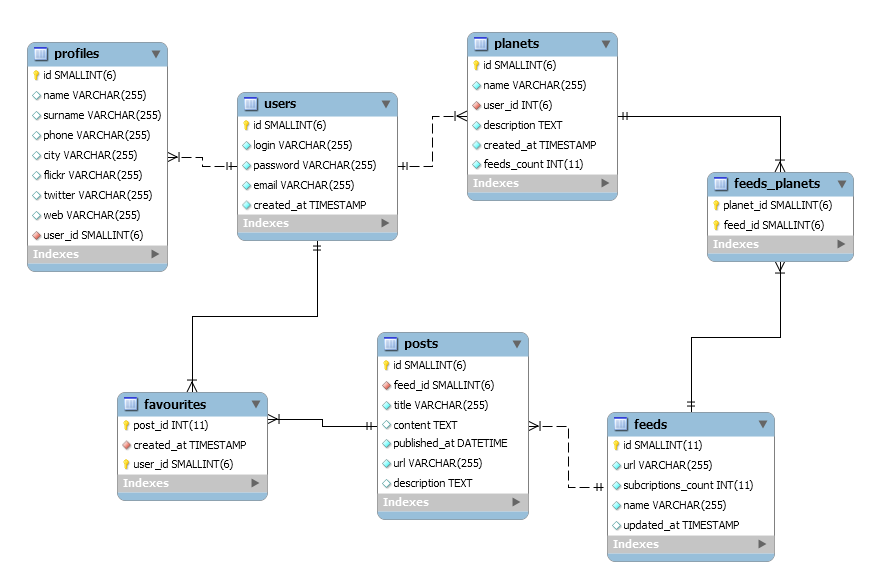 profiles
id SMALLINT(6)
name VARCHAR(255)
surname VARCHAR(255)
phone VARCHAR(255)
city VARCHAR(255)
flickr VARCHAR(255)
twitter VARCHAR(255)
web VARCHAR(255)
user_id SMALLINT(6)
Indexes
users
id SMALLINT(6)
login VARCHAR(255)
password VARCHAR(255)
email VARCHAR(255)
created_at TIMESTAMP
Indexes
planets
id SMALLINT(6)
name VARCHAR(255)
user_id INT(6)
description TEXT
created_at TIMESTAMP
feeds_count INT(11)
Indexes
feeds_planets
planet_id SMALLINT(6)
feed_id SMALLINT(6)
Indexes
favourites
post_id INT(11)
created_at TIMESTAMP
user_id SMALLINT(6)
Indexes
posts
id SMALLINT(6)
feed_id SMALLINT(6)
title VARCHAR(255)
content TEXT
published_at DATETIME
url VARCHAR(255)
description TEXT
Indexes
feeds
id SMALLINT(11)
url VARCHAR(255)
subcriptions_count INT(11)
name VARCHAR(255)
updated_at TIMESTAMP
Indexes